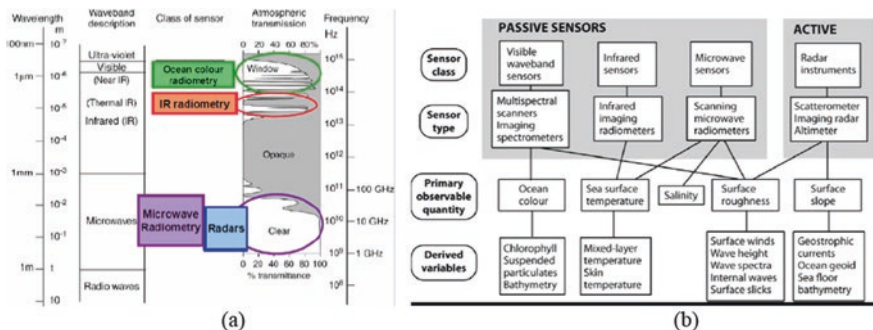 Wavelength
Waveband
description
Class of sensor
Atmospheric
transmission
Frequency
m
Hz
0
40
80%
100nm
10⁻⁷
Ultra-violet
Visible
(Near IR)
Ocean colour
radiometry
Window
10¹⁵
1µm
10⁻⁶
(Thernal IR)
IR radiometry
10¹⁴
10⁻⁵
Infrared (IR)
10¹³
10⁻⁴
Opaque
10¹²
1mm
10⁻³
10¹¹
100 GHz
Microwaves
Microwave
Radiometry
Radars
10⁻²
10¹⁰
10 GHz
Clear
10⁻¹
10⁹
1 GHz
1m
1
0 20 40 60 80 100
% transmittance
10⁸
Radio waves
10
(a)
PASSIVE SENSORS
ACTIVE
Sensor
class
Visible
waveband
sensors
Infrared
sensors
Microwave
sensors
Radar
instruments
Sensor
type
Multispectral
scanners
Imaging
spectrometers
Infrared
imaging
radiometers
Scanning
microwave
radiometers
Scatterometer
Imaging radar
Altimeter
Primary
observable
quantity
Ocean
colour
Sea surface
temperature
Salinity
Surface
roughness
Surface
slope
Derived
variables
Chlorophyll
Suspended
particulates
Bathymetry
Mixed-layer
temperature
Skin
temperature
Surface winds
Wave height
Wave spectra
Internal waves
Surface slicks
Geostrophic
currents
Ocean geoid
Sea floor
bathymetry
(b)